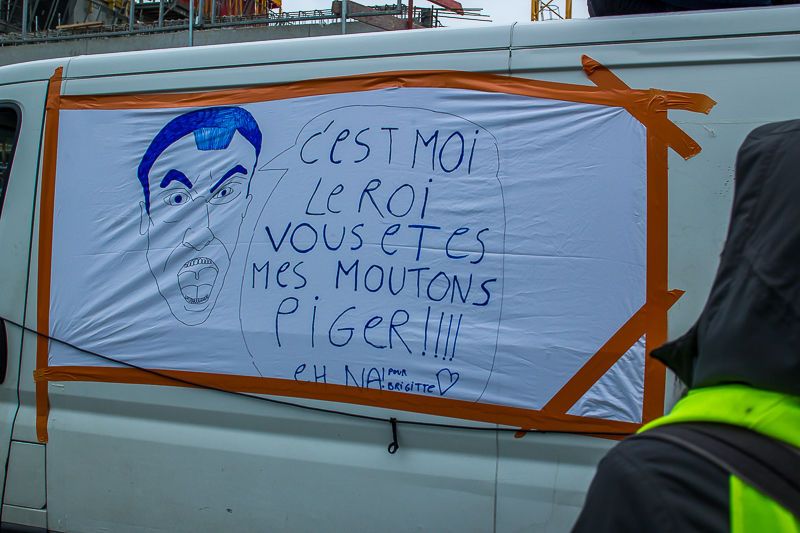 c'EST MOI
LE ROI
VOUS eTES
MES MOUTONS
PiGER!!!!
eH NA! POUR
BRIGITTE